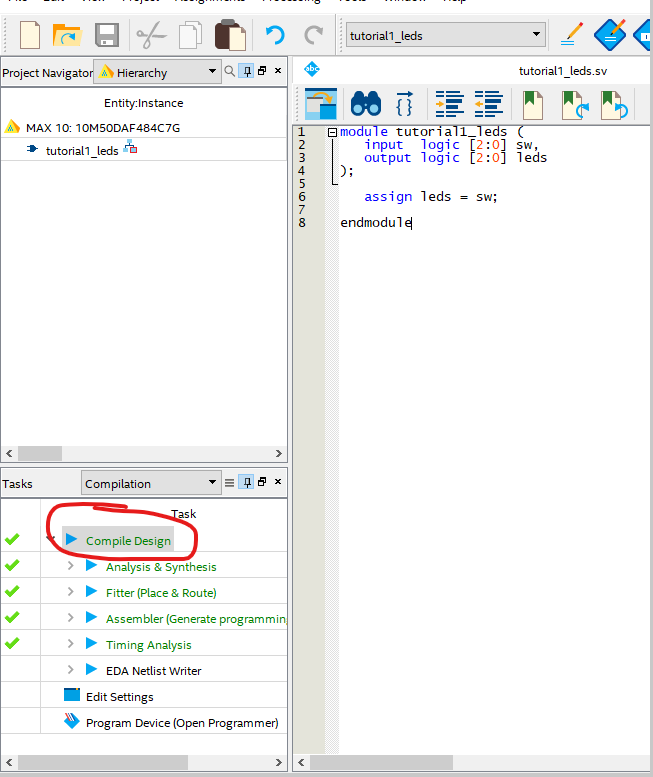 tutorial1_leds
Project Navigator
Hierarchy
tutorial1_leds.sv
abc
Entity:Instance
MAX 10: 10M50DAF484C7G
tutorial1_leds
1 module tutorial1_leds (
2 input logic [2:0] sw,
3 output logic [2:0] leds
4 );
5
6 assign leds = sw;
7
8 endmodule
Tasks
Compilation
Task
Compile Design
Analysis & Synthesis
Fitter (Place & Route)
Assembler (Generate programming
Timing Analysis
EDA Netlist Writer
Edit Settings
Program Device (Open Programmer)